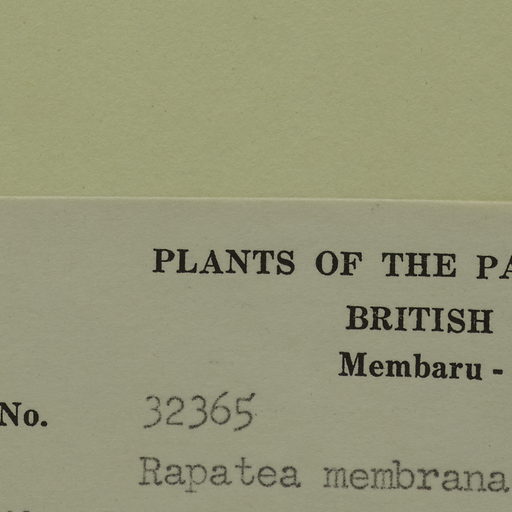 PLANTS OF THE PA
BRITISH
Membaru -
No. 32365
Rapatea membrana